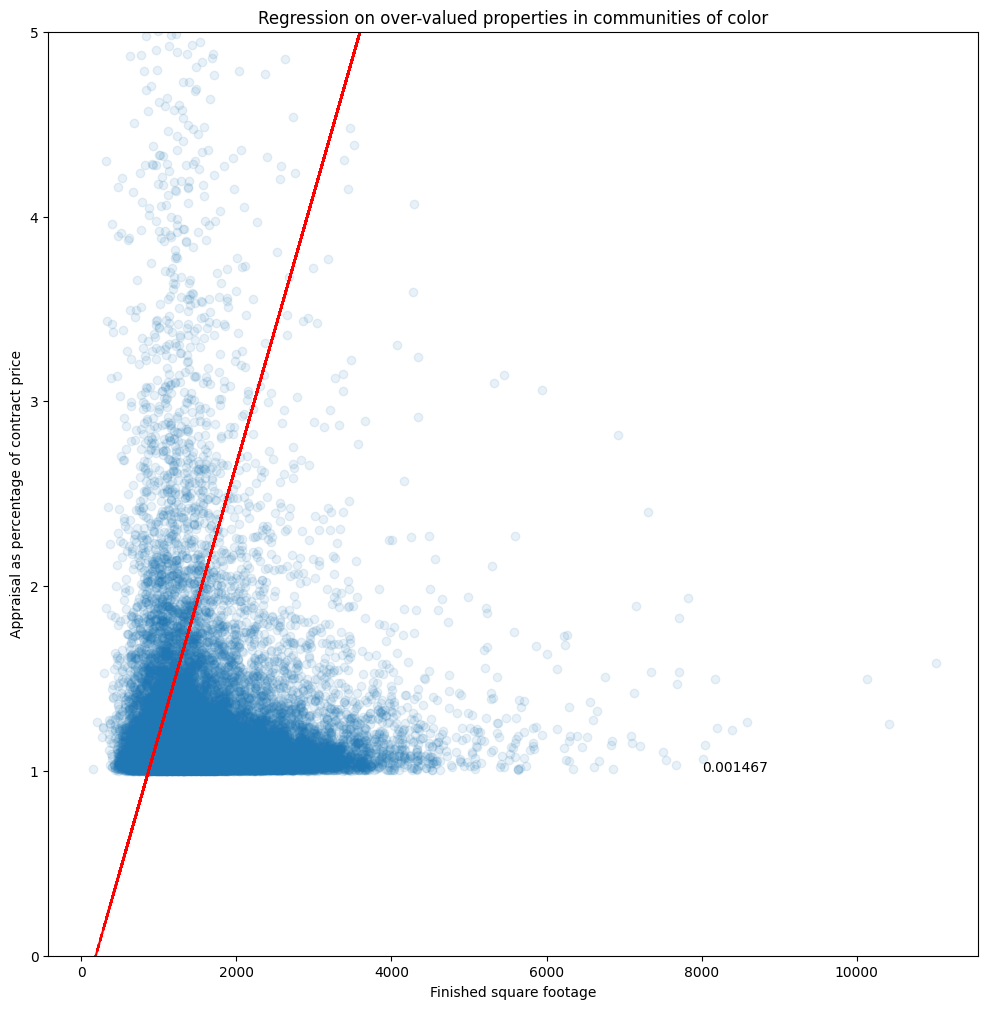 Regression on over-valued properties in communities of color
5
4
3
2
1
0
Appraisal as percentage of contract price
0.001467
0 2000 4000 6000 8000 10000
Finished square footage